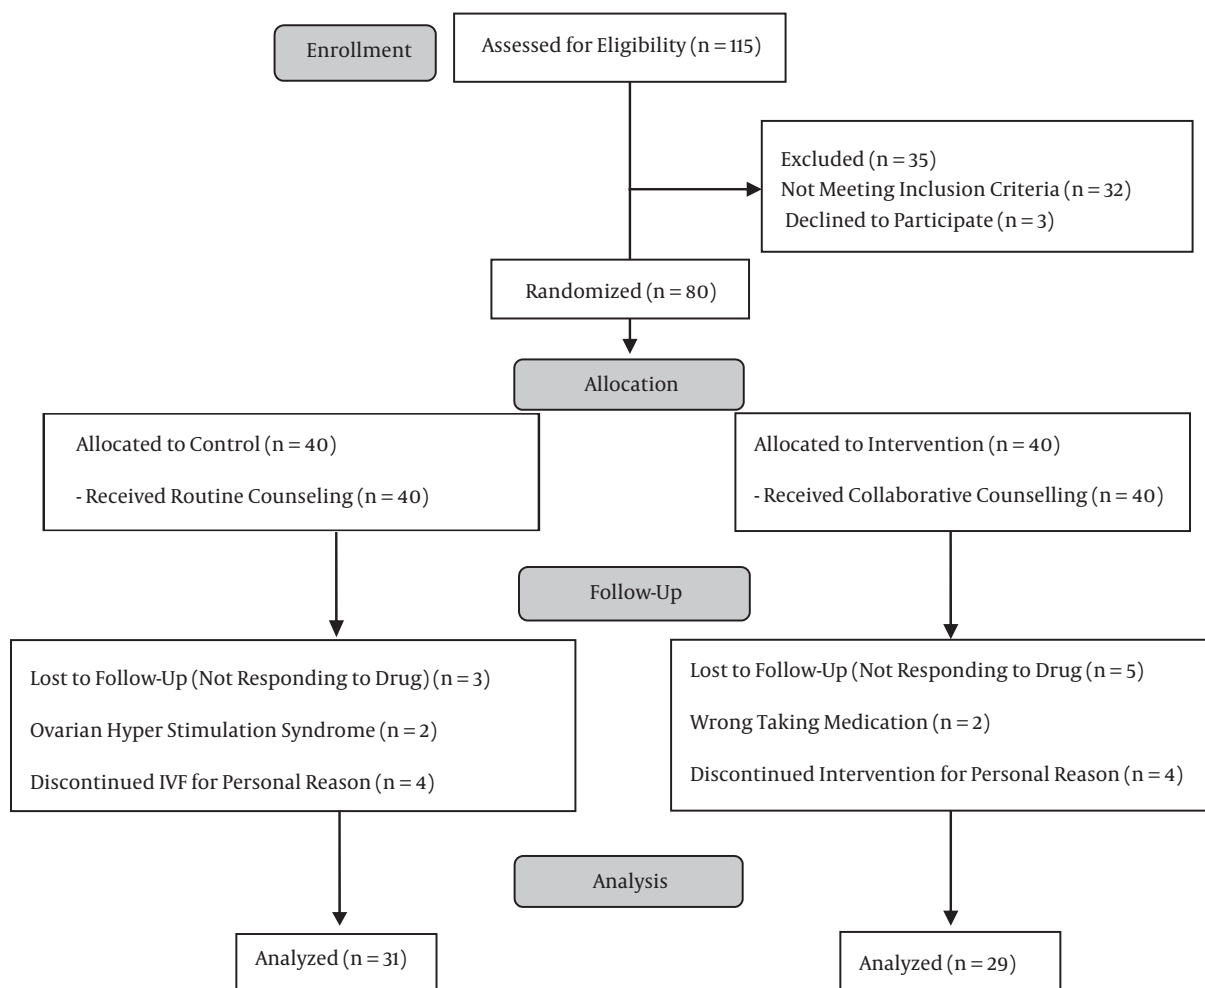 Enrollment
Assessed for Eligibility (n = 115)
Excluded (n = 35)
Not Meeting Inclusion Criteria (n = 32)
Declined to Participate (n = 3)
Randomized (n = 80)
Allocation
Allocated to Control (n = 40)
- Received Routine Counseling (n = 40)
Allocated to Intervention (n = 40)
- Received Collaborative Counselling (n = 40)
Follow-Up
Lost to Follow-Up (Not Responding to Drug) (n = 3)
Ovarian Hyper Stimulation Syndrome (n = 2)
Discontinued IVF for Personal Reason (n = 4)
Lost to Follow-Up (Not Responding to Drug (n = 5)
Wrong Taking Medication (n = 2)
Discontinued Intervention for Personal Reason (n = 4)
Analysis
Analyzed (n = 31)
Analyzed (n = 29)